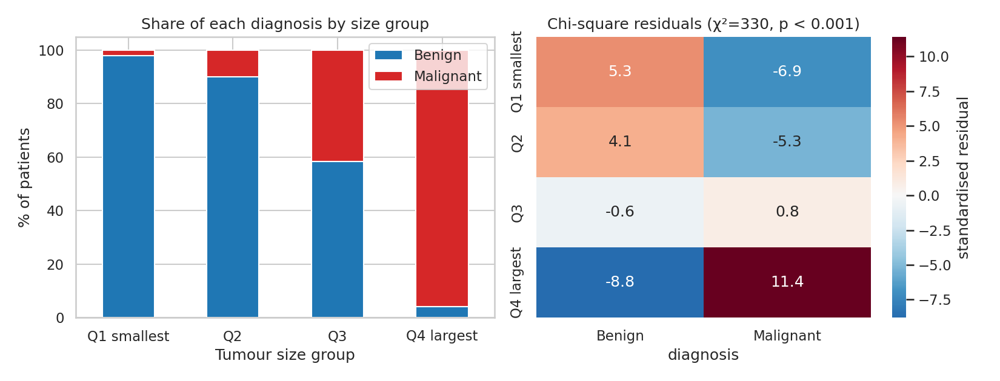 Share of each diagnosis by size group
% of patients
100
80
60
40
20
0
Benign
Malignant
Q1 smallest
Q2
Q3
Q4 largest
Tumour size group
Chi-square residuals (χ²=330, p < 0.001)
Q1 smallest
Q2
Q3
Q4 largest
5.3 -6.9
4.1 -5.3
-0.6 0.8
-8.8 11.4
Benign
Malignant
diagnosis
10.0
7.5
5.0
2.5
0.0
−2.5
−5.0
−7.5
standardised residual